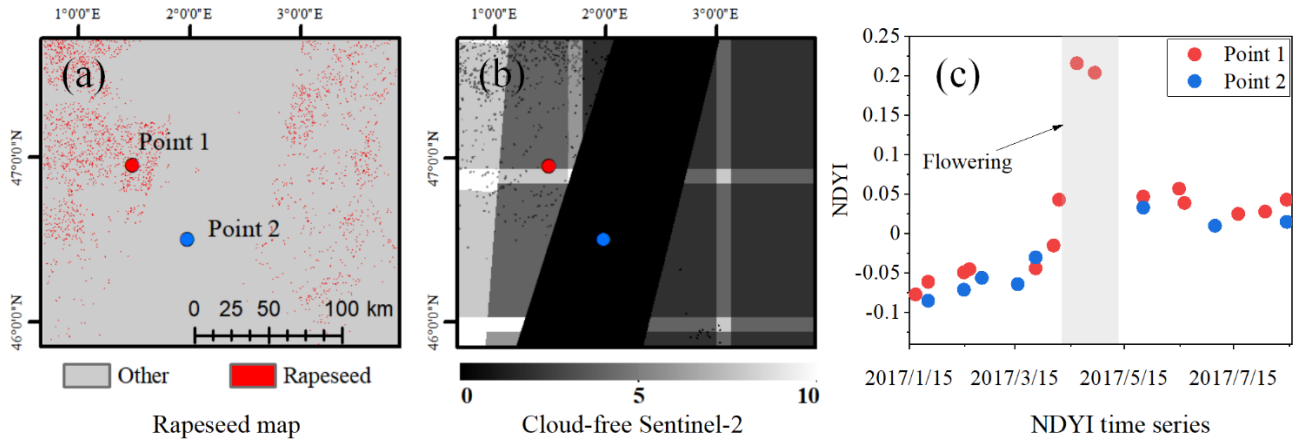 1°0'0"E 2°0'0"E 3°0'0"E
(a)
47°0'0"N
46°0'0"N
Point 1
Point 2
0 25 50 100 km
Other Rapeseed
Rapeseed map
1°0'0"E 2°0'0"E 3°0'0"E
(b)
47°0'0"N
46°0'0"N
0 5 10
Cloud-free Sentinel-2
(c)
Point 1
Point 2
Flowering
NDYI
0.25
0.2
0.15
0.1
0.05
0
-0.05
-0.1
2017/1/15 2017/3/15 2017/5/15 2017/7/15
NDYI time series